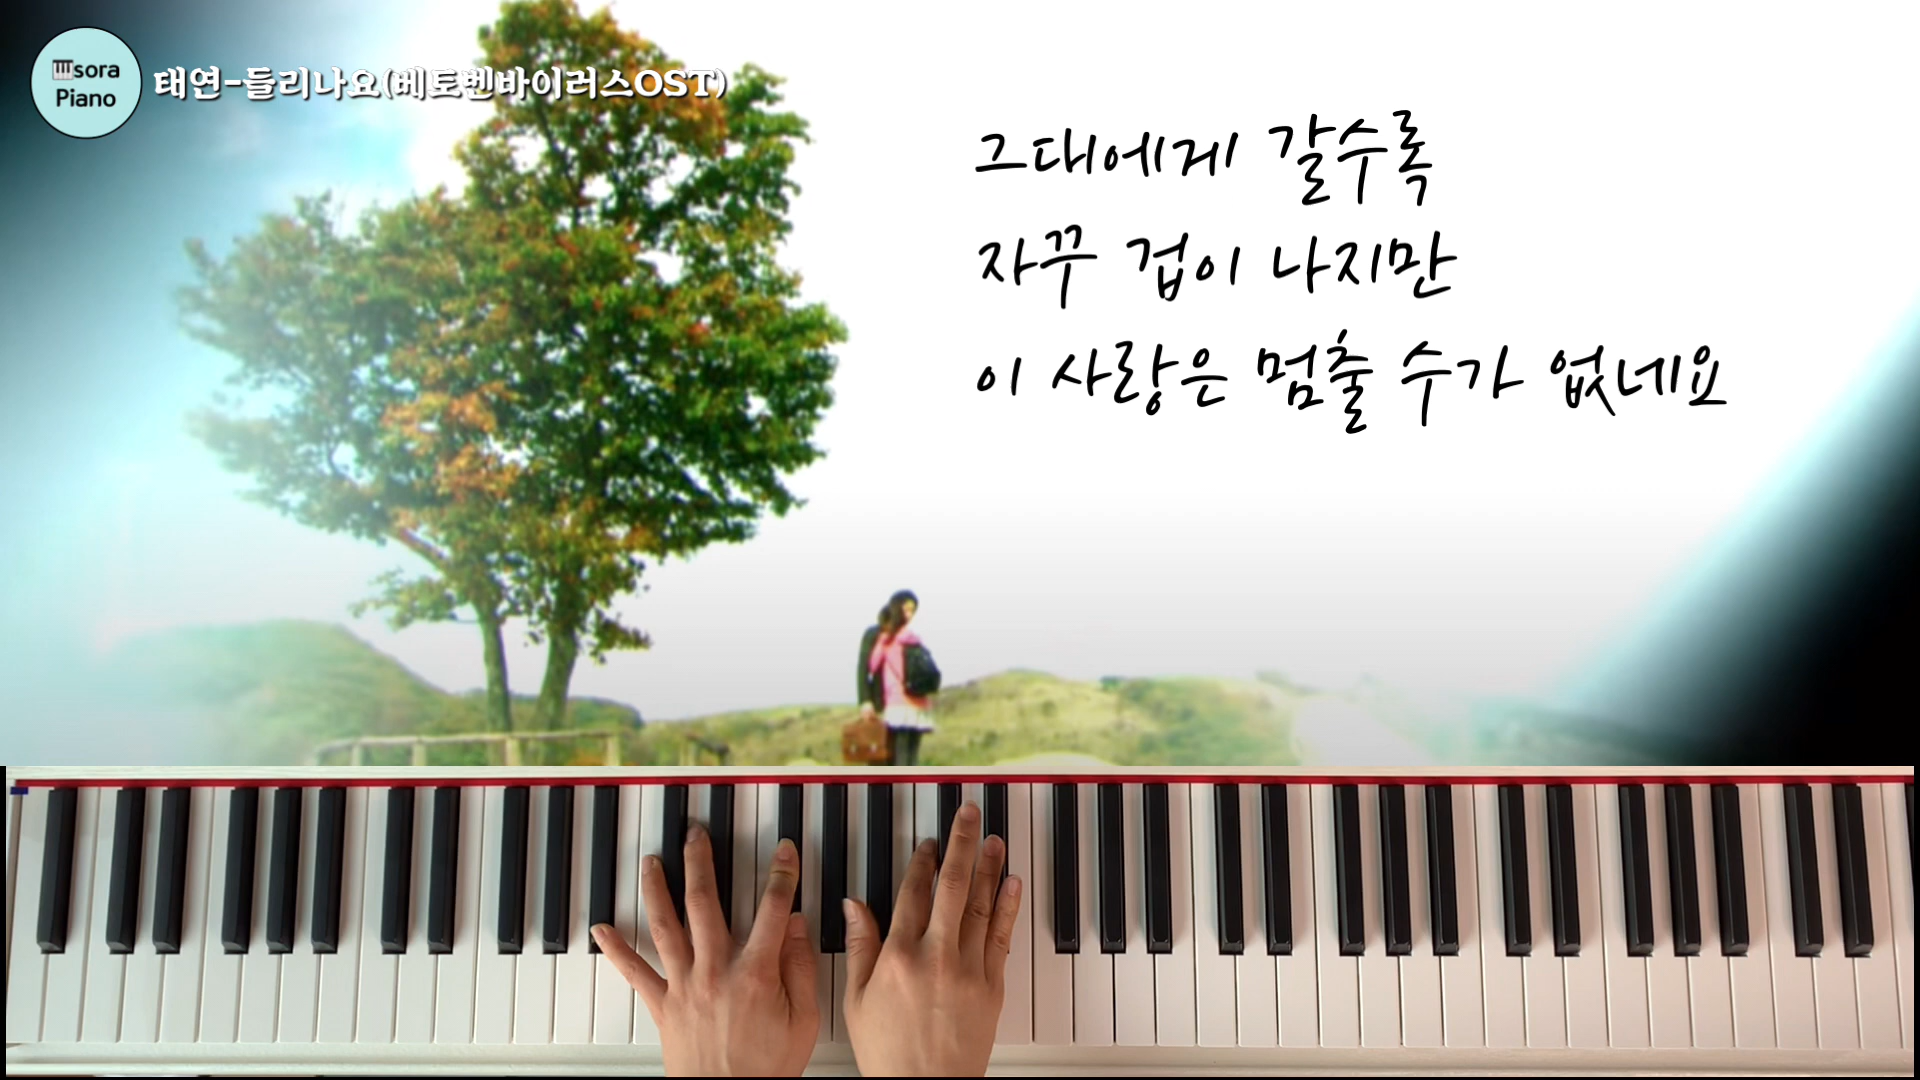 sora
Piano
태연-들리나요(베토벤바이러스OST)
그대에게 갈수록
자꾸 겁이 나지만
이 사랑은 멈출 수가 없네요